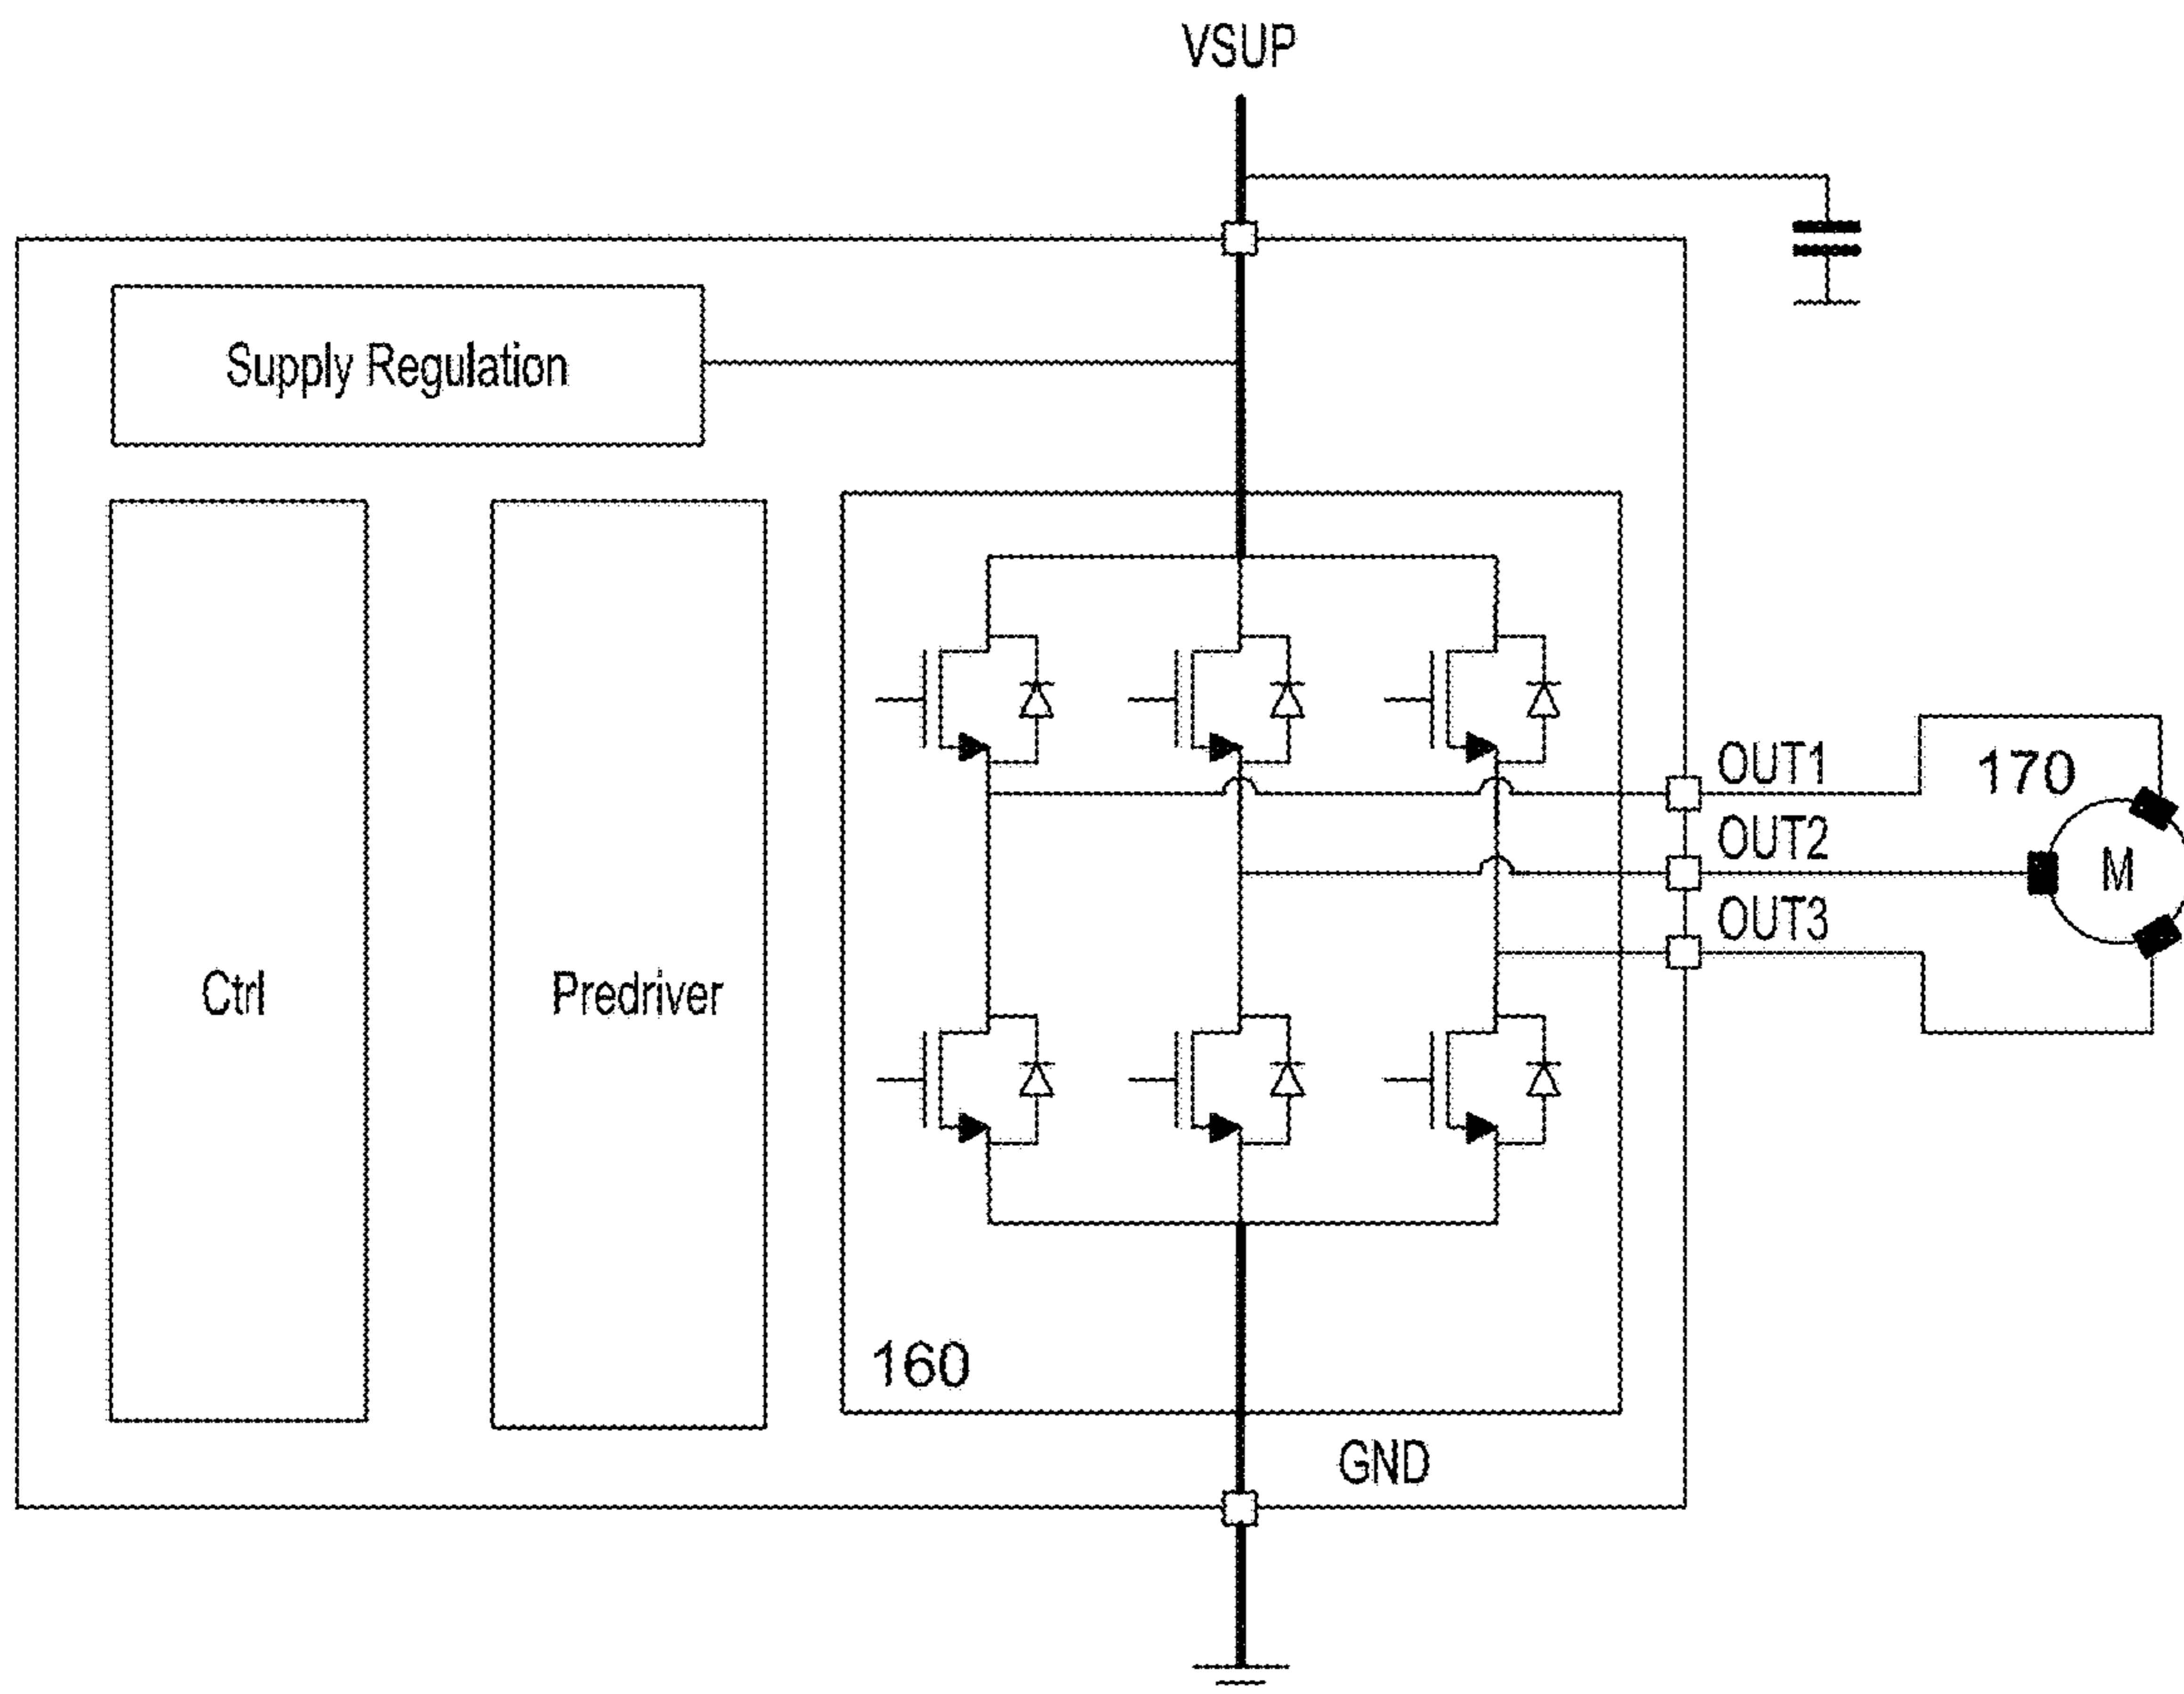 VSUP
Supply Regulation
OUT1
170
OUT2
M
OUT3
Ctrl
Predriver
160
GND